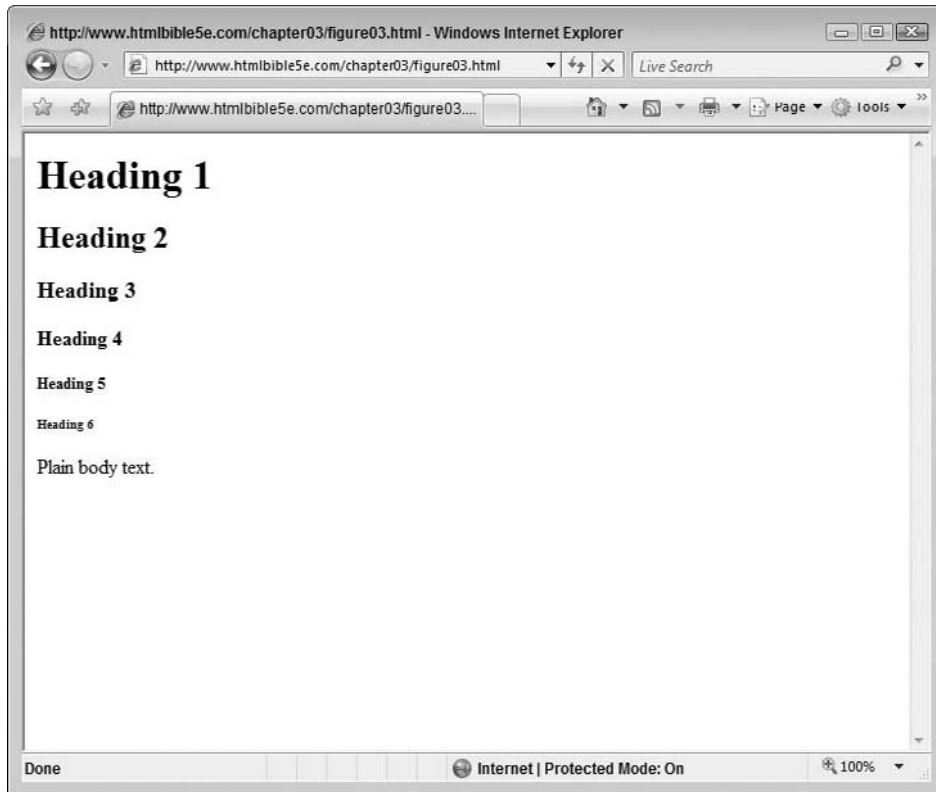 http://www.htmlbible5e.com/chapter03/figure03.html - Windows Internet Explorer
http://www.htmlbible5e.com/chapter03/figure03.html Live Search
http://www.htmlbible5e.com/chapter03/figure03.... Page Tools
Heading 1
Heading 2
Heading 3
Heading 4
Heading 5
Heading 6
Plain body text.
Done Internet | Protected Mode: On 100%